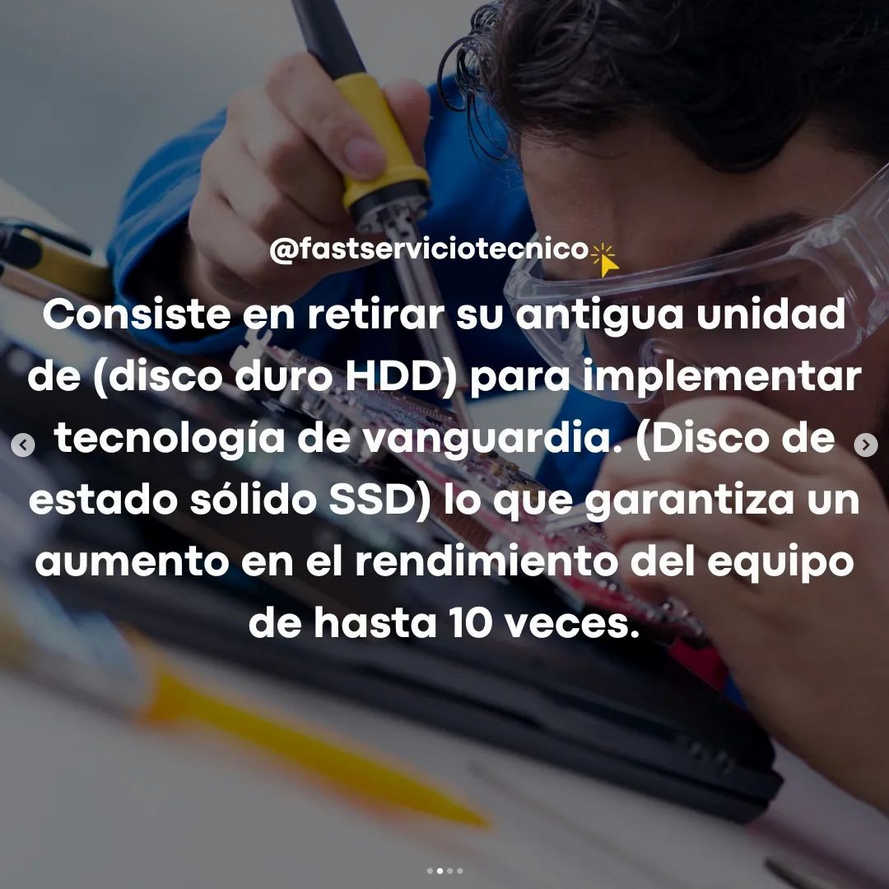 @fastserviciotecnico
Consiste en retirar su antigua unidad
de (disco duro HDD) para implementar
tecnología de vanguardia. (Disco de
estado sólido SSD) lo que garantiza un
aumento en el rendimiento del equipo
de hasta 10 veces.